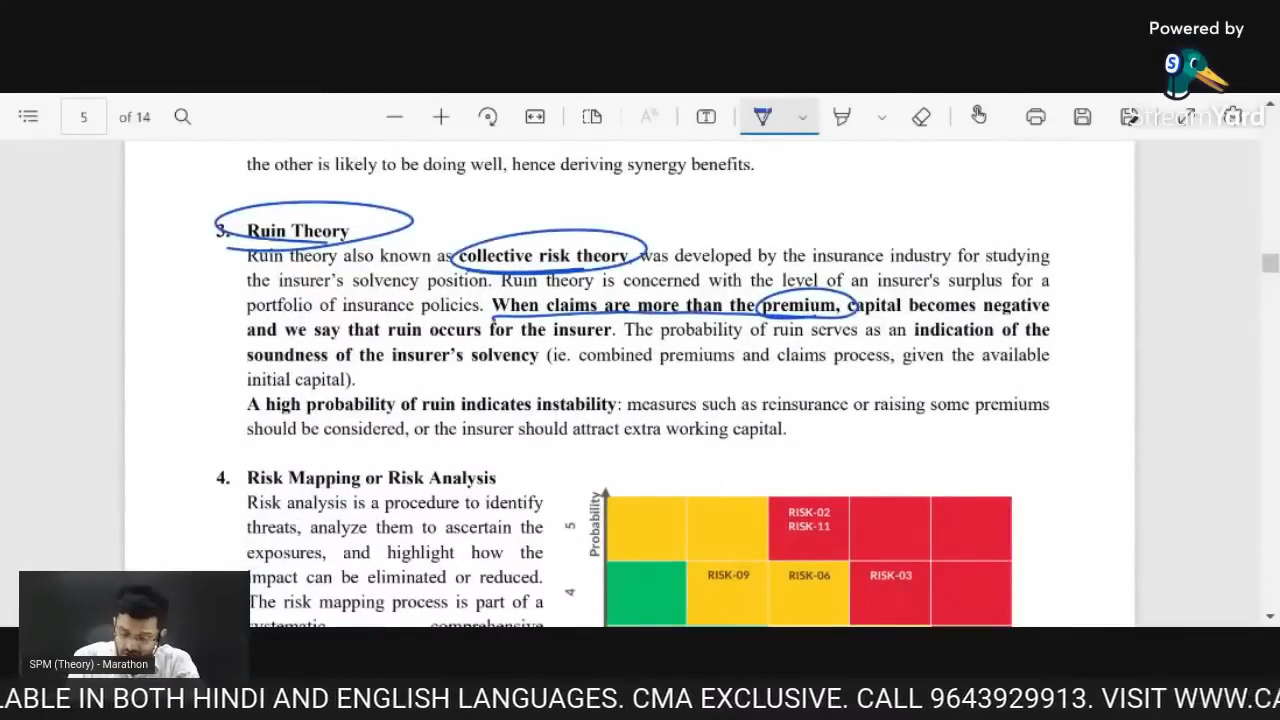 Powered by
S
5 of 14
StreamYard
the other is likely to be doing well, hence deriving synergy benefits.
3. Ruin Theory
Ruin theory also known as collective risk theory was developed by the insurance industry for studying
the insurer's solvency position. Ruin theory is concerned with the level of an insurer's surplus for a
portfolio of insurance policies. When claims are more than the premium, capital becomes negative
and we say that ruin occurs for the insurer. The probability of ruin serves as an indication of the
soundness of the insurer's solvency (ie. combined premiums and claims process, given the available
initial capital).
A high probability of ruin indicates instability: measures such as reinsurance or raising some premiums
should be considered, or the insurer should attract extra working capital.
4. Risk Mapping or Risk Analysis
Risk analysis is a procedure to identify
threats, analyze them to ascertain the
exposures, and highlight how the
impact can be eliminated or reduced.
The risk mapping process is part of a
systematic comprehensive
Probability
5
4
RISK-02
RISK-11
RISK-09 RISK-06 RISK-03
SPM (Theory) - Marathon
LABLE IN BOTH HINDI AND ENGLISH LANGUAGES. CMA EXCLUSIVE. CALL 9643929913. VISIT WWW.CA